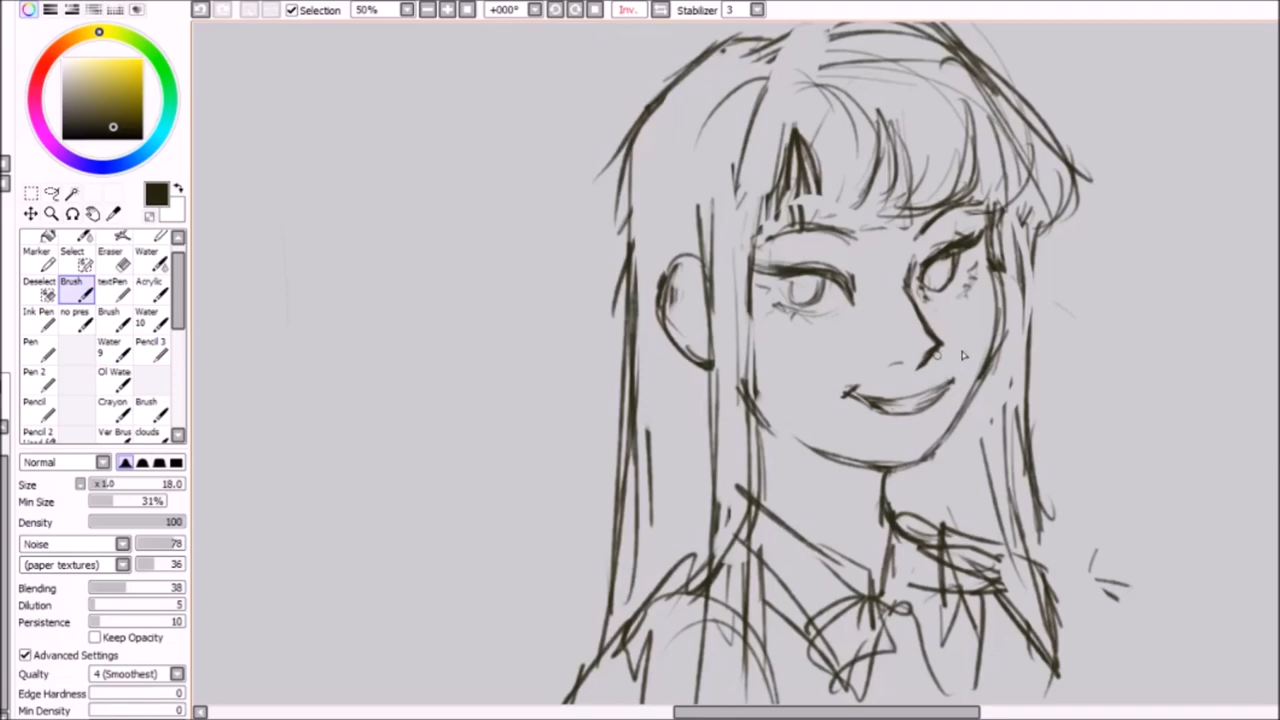 Selection 50% +000° Inv. Stabilizer 3
Marker Select Eraser Water
Deselect Brush textPen Acrylic
Ink Pen no pres Brush Water 10
Pen Water 9 Pencil 3
Pen 2 Ol Wate
Pencil Crayon Brush
Pencil 2 Ver Brus clouds
Normal
Size x1.0 18.0
Min Size 31%
Density 100
Noise 78
(paper textures) 36
Blending 38
Dilution 5
Persistence 10
Keep Opacity
Advanced Settings
Quality 4 (Smoothest)
Edge Hardness 0
Min Density 0